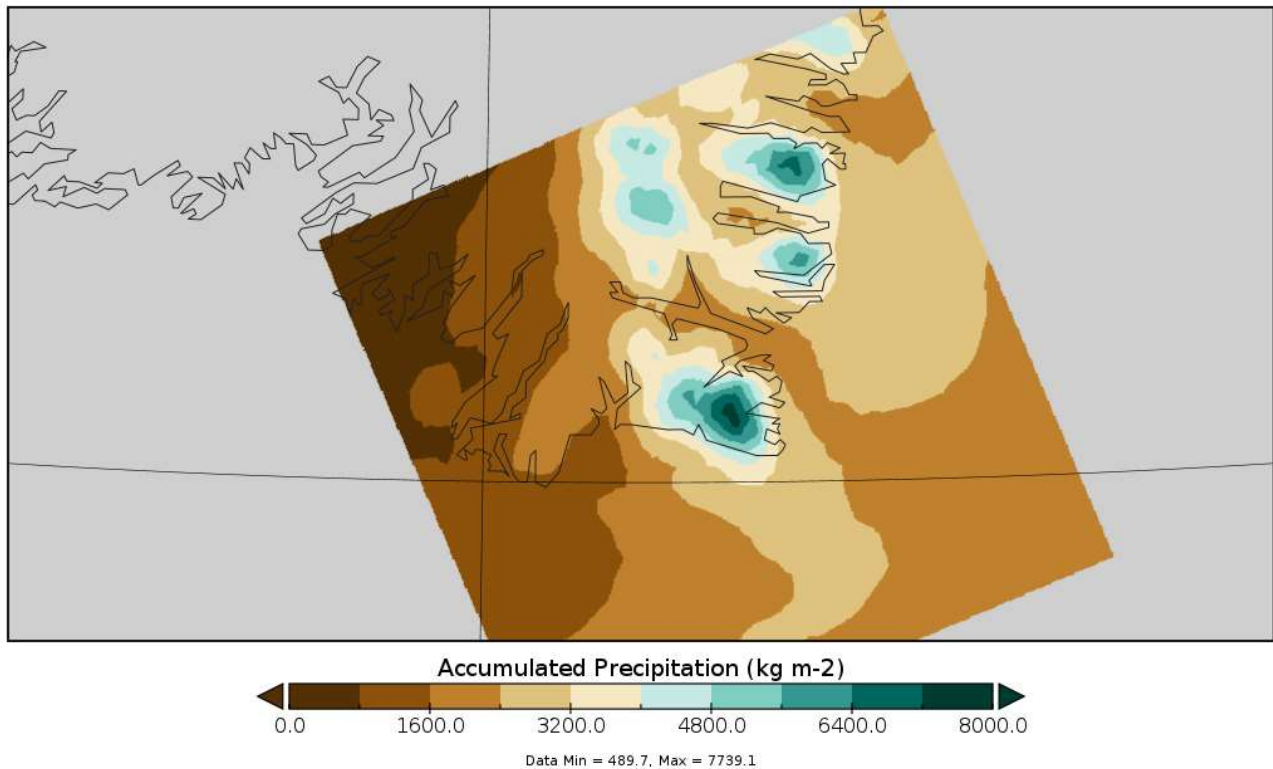 Accumulated Precipitation (kg m-2)
0.0 1600.0 3200.0 4800.0 6400.0 8000.0
Data Min = 489.7, Max = 7739.1